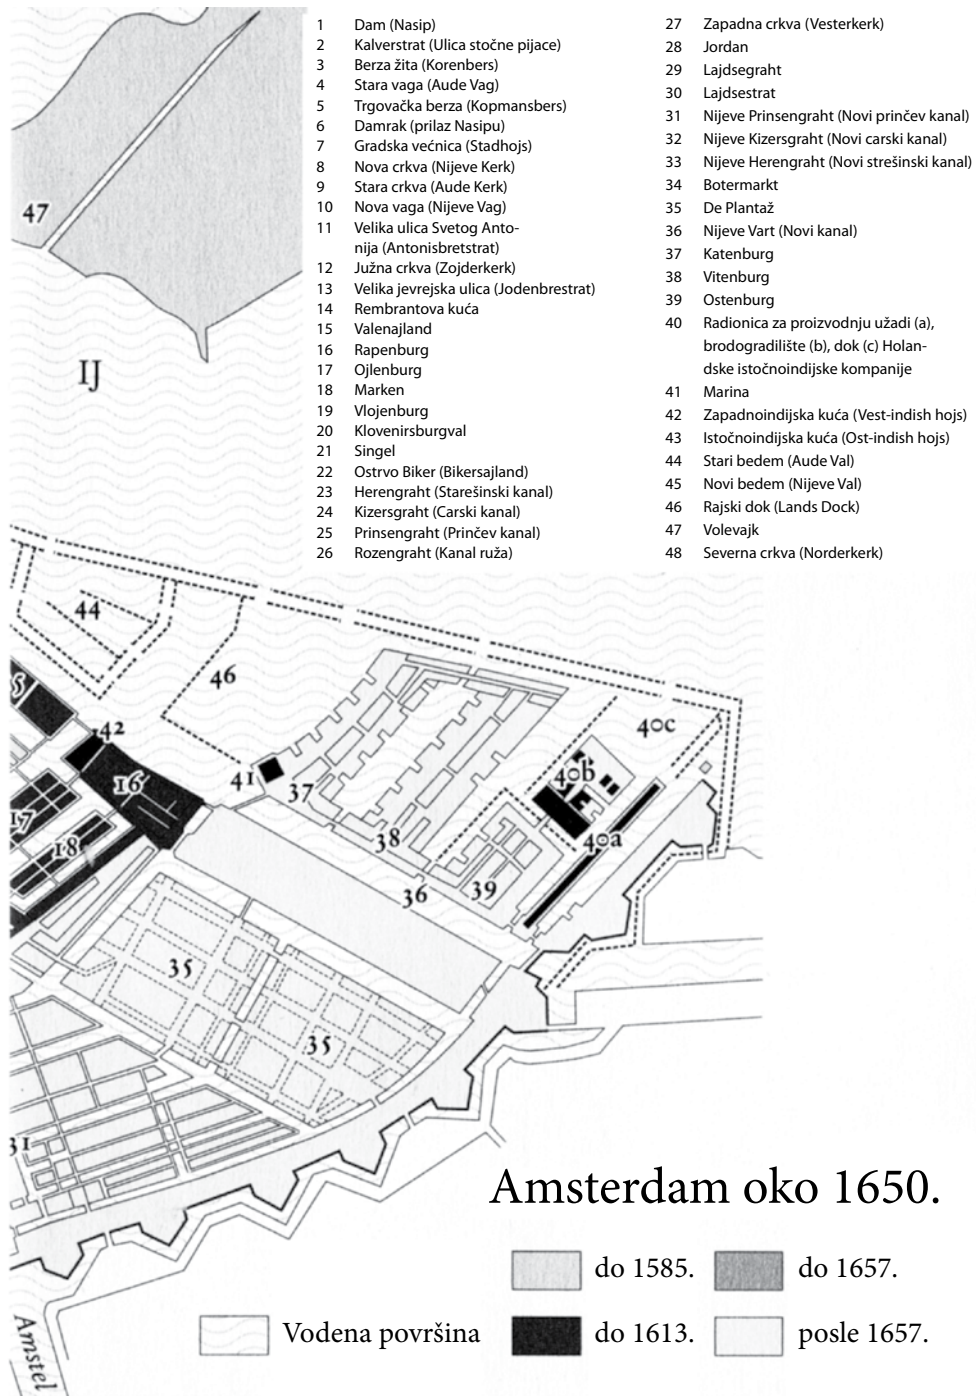 1 Dam (Nasip)
2 Kalverstrat (Ulica stočne pijace)
3 Berza žita (Korenbers)
4 Stara vaga (Aude Vag)
5 Trgovačka berza (Kopmansbers)
6 Damrak (prilaz Nasipu)
7 Gradska većnica (Stadhojs)
8 Nova crkva (Nijeve Kerk)
9 Stara crkva (Aude Kerk)
10 Nova vaga (Nijeve Vag)
11 Velika ulica Svetog Anto-
nija (Antonisbretstrat)
12 Južna crkva (Zojderkerk)
13 Velika jevrejska ulica (Jodenbrestrat)
14 Rembrantova kuća
15 Valenajland
16 Rapenburg
17 Ojlenburg
18 Marken
19 Vlojenburg
20 Klovenirsburgval
21 Singel
22 Ostrvo Biker (Bikersajland)
23 Herengraht (Starešinski kanal)
24 Kizersgraht (Carski kanal)
25 Prinsengraht (Prinčev kanal)
26 Rozengraht (Kanal ruža)
27 Zapadna crkva (Vesterkerk)
28 Jordan
29 Lajdsegraht
30 Lajdsestrat
31 Nijeve Prinsengraht (Novi prinčev kanal)
32 Nijeve Kizersgraht (Novi carski kanal)
33 Nijeve Herengraht (Novi strešinski kanal)
34 Botermarkt
35 De Plantaž
36 Nijeve Vart (Novi kanal)
37 Katenburg
38 Vitenburg
39 Ostenburg
40 Radionica za proizvodnju užadi (a),
brodogradilište (b), dok (c) Holan-
dske istočnoindijske kompanije
41 Marina
42 Zapadnoindijska kuća (Vest-indish hojs)
43 Istočnoindijska kuća (Ost-indish hojs)
44 Stari bedem (Aude Val)
45 Novi bedem (Nijeve Val)
46 Rajski dok (Lands Dock)
47 Volevajk
48 Severna crkva (Norderkerk)
47
IJ
44
46
5
42
40c
41
16
37
40b
17
18
38
40a
36
39
35
35
31
Amsterdam oko 1650.
do 1585.
do 1657.
Vodena površina
do 1613.
posle 1657.
Amstel